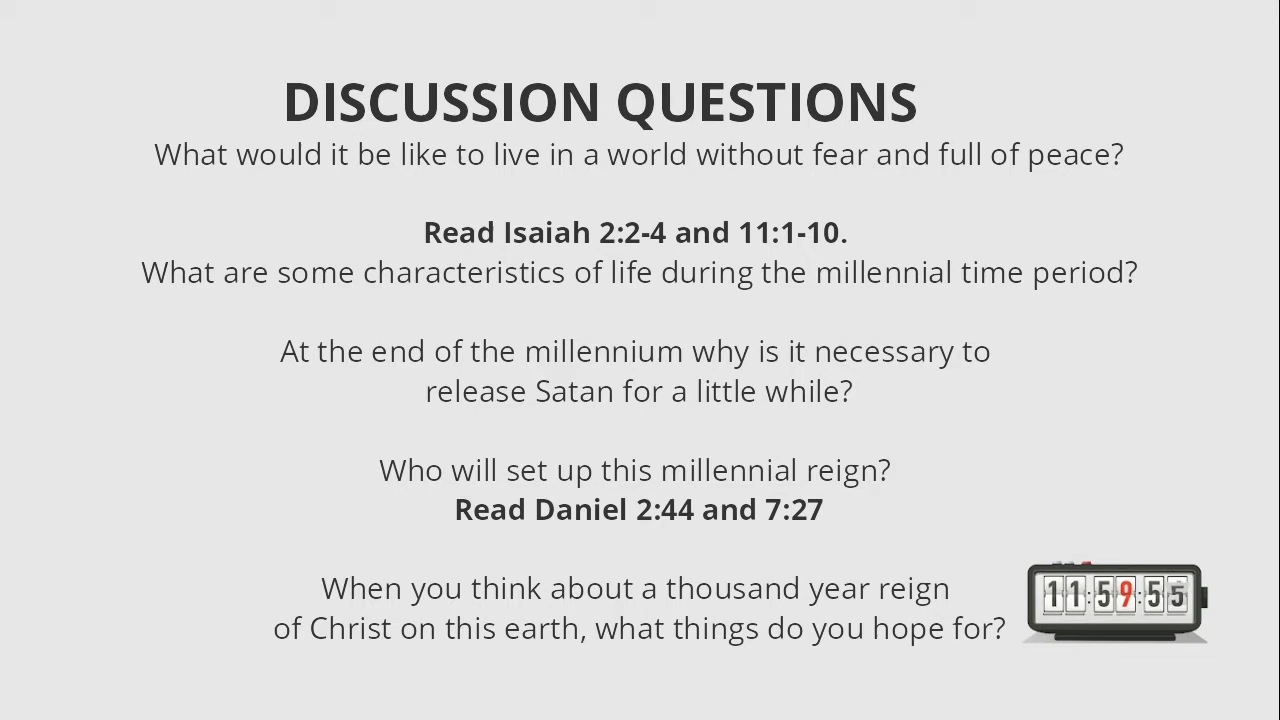 DISCUSSION QUESTIONS
What would it be like to live in a world without fear and full of peace?
Read Isaiah 2:2-4 and 11:1-10.
What are some characteristics of life during the millennial time period?
At the end of the millennium why is it necessary to
release Satan for a little while?
Who will set up this millennial reign?
Read Daniel 2:44 and 7:27
When you think about a thousand year reign
of Christ on this earth, what things do you hope for?
11:59:55